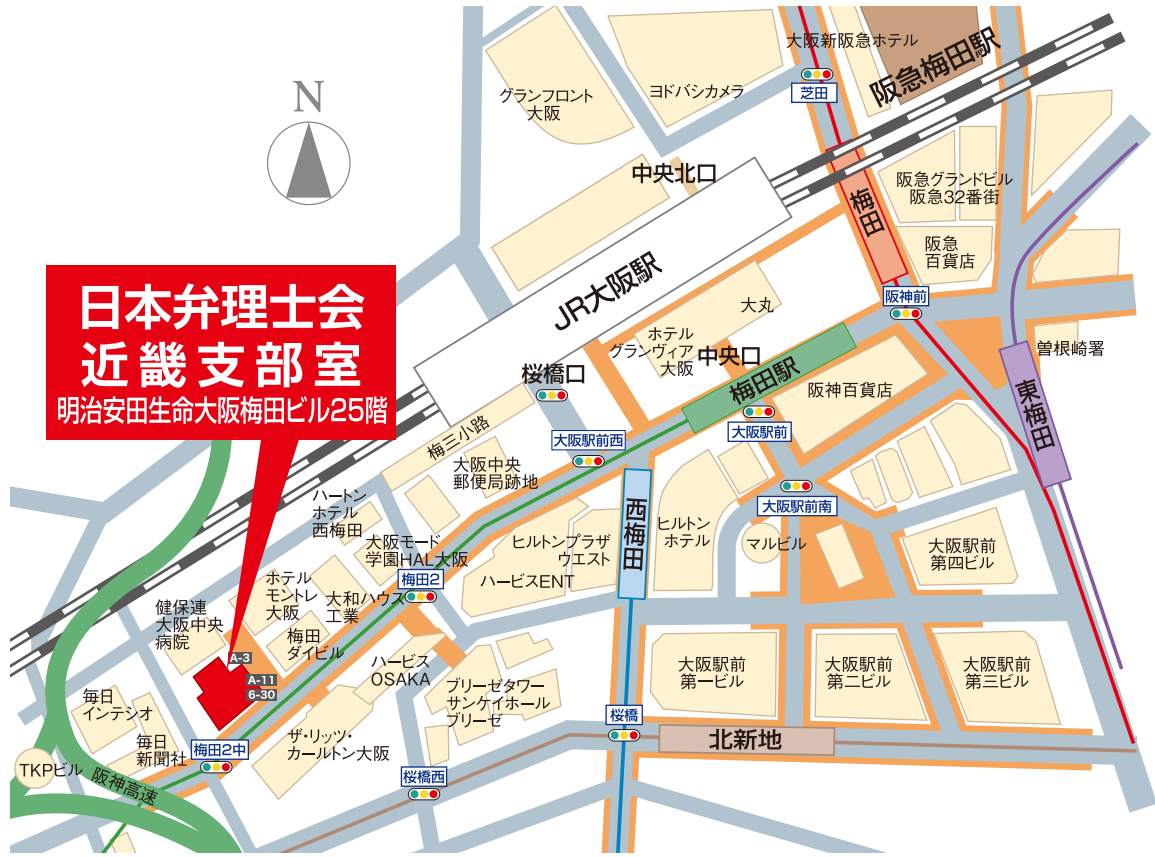 大阪新阪急ホテル
芝田
阪急梅田駅
グランフロント
大阪
ヨドバシカメラ
N
中央北口
阪急グランドビル
阪急32番街
梅田
阪急
百貨店
阪神前
JR大阪駅
大丸
ホテル
グランヴィア
大阪
中央口
梅田駅
曽根崎署
東梅田
日本弁理士会
近畿支部室
明治安田生命大阪梅田ビル25階
桜橋口
阪神百貨店
大阪駅前
大阪駅前西
梅三小路
大阪中央
郵便局跡地
ハートン
ホテル
西梅田
大阪駅前南
西梅田
ヒルトン
ホテル
マルビル
大阪モード
学園HAL大阪
ヒルトンプラザ
ウエスト
ハービスENT
大阪駅前
第四ビル
梅田2
ホテル
モントレ
大阪
大和ハウス
工業
健保連
大阪中央
病院
梅田
ダイビル
A-3
A-11
6-30
ハービス
OSAKA
ブリーゼタワー
サンケイホール
ブリーゼ
大阪駅前
第一ビル
大阪駅前
第二ビル
大阪駅前
第三ビル
毎日
インテシオ
毎日
新聞社
梅田2中
ザ・リッツ・
カールトン大阪
桜橋
北新地
桜橋西
TKPビル
阪神高速